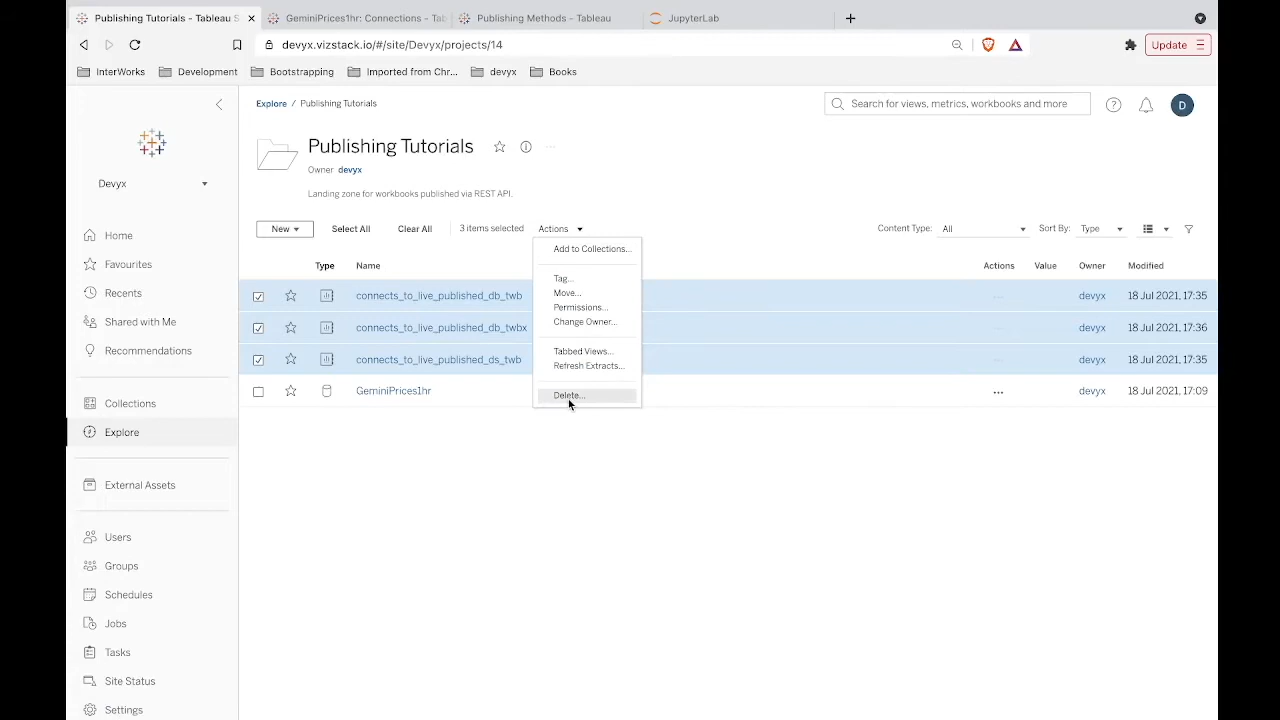 Publishing Tutorials - Tableau S
GeminiPrices1hr: Connections - Tab
Publishing Methods - Tableau
JupyterLab
devyx.vizstack.io/#/site/Devyx/projects/14
Update
InterWorks
Development
Bootstrapping
Imported from Chr...
devyx
Books
Explore / Publishing Tutorials
Search for views, metrics, workbooks and more
D
Publishing Tutorials
Owner devyx
Landing zone for workbooks published via REST API.
Devyx
Home
Favourites
Recents
Shared with Me
Recommendations
Collections
Explore
External Assets
Users
Groups
Schedules
Jobs
Tasks
Site Status
Settings
New
Select All
Clear All
3 items selected
Actions
Content Type: All
Sort By: Type
Type Name Actions Value Owner Modified
connects_to_live_published_db_twb devyx 18 Jul 2021, 17:35
connects_to_live_published_db_twbx devyx 18 Jul 2021, 17:36
connects_to_live_published_ds_twb devyx 18 Jul 2021, 17:35
GeminiPrices1hr ... devyx 18 Jul 2021, 17:09
Add to Collections...
Tag...
Move...
Permissions...
Change Owner...
Tabbed Views...
Refresh Extracts...
Delete...